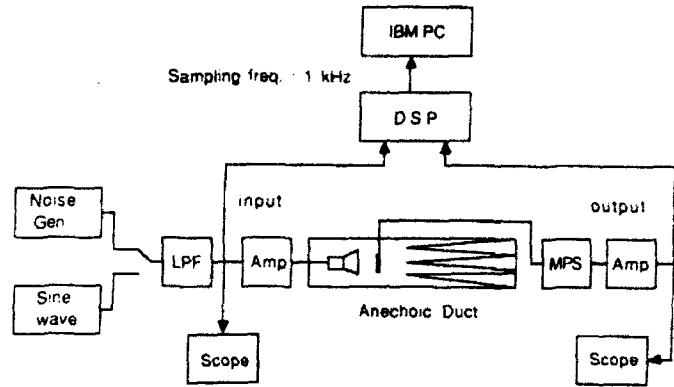 IBM PC
Sampling freq. : 1 kHz
D S P
input
output
Noise
Gen
LPF
Amp
MPS
Amp
Sine
wave
Anechoic Duct
Scope
Scope